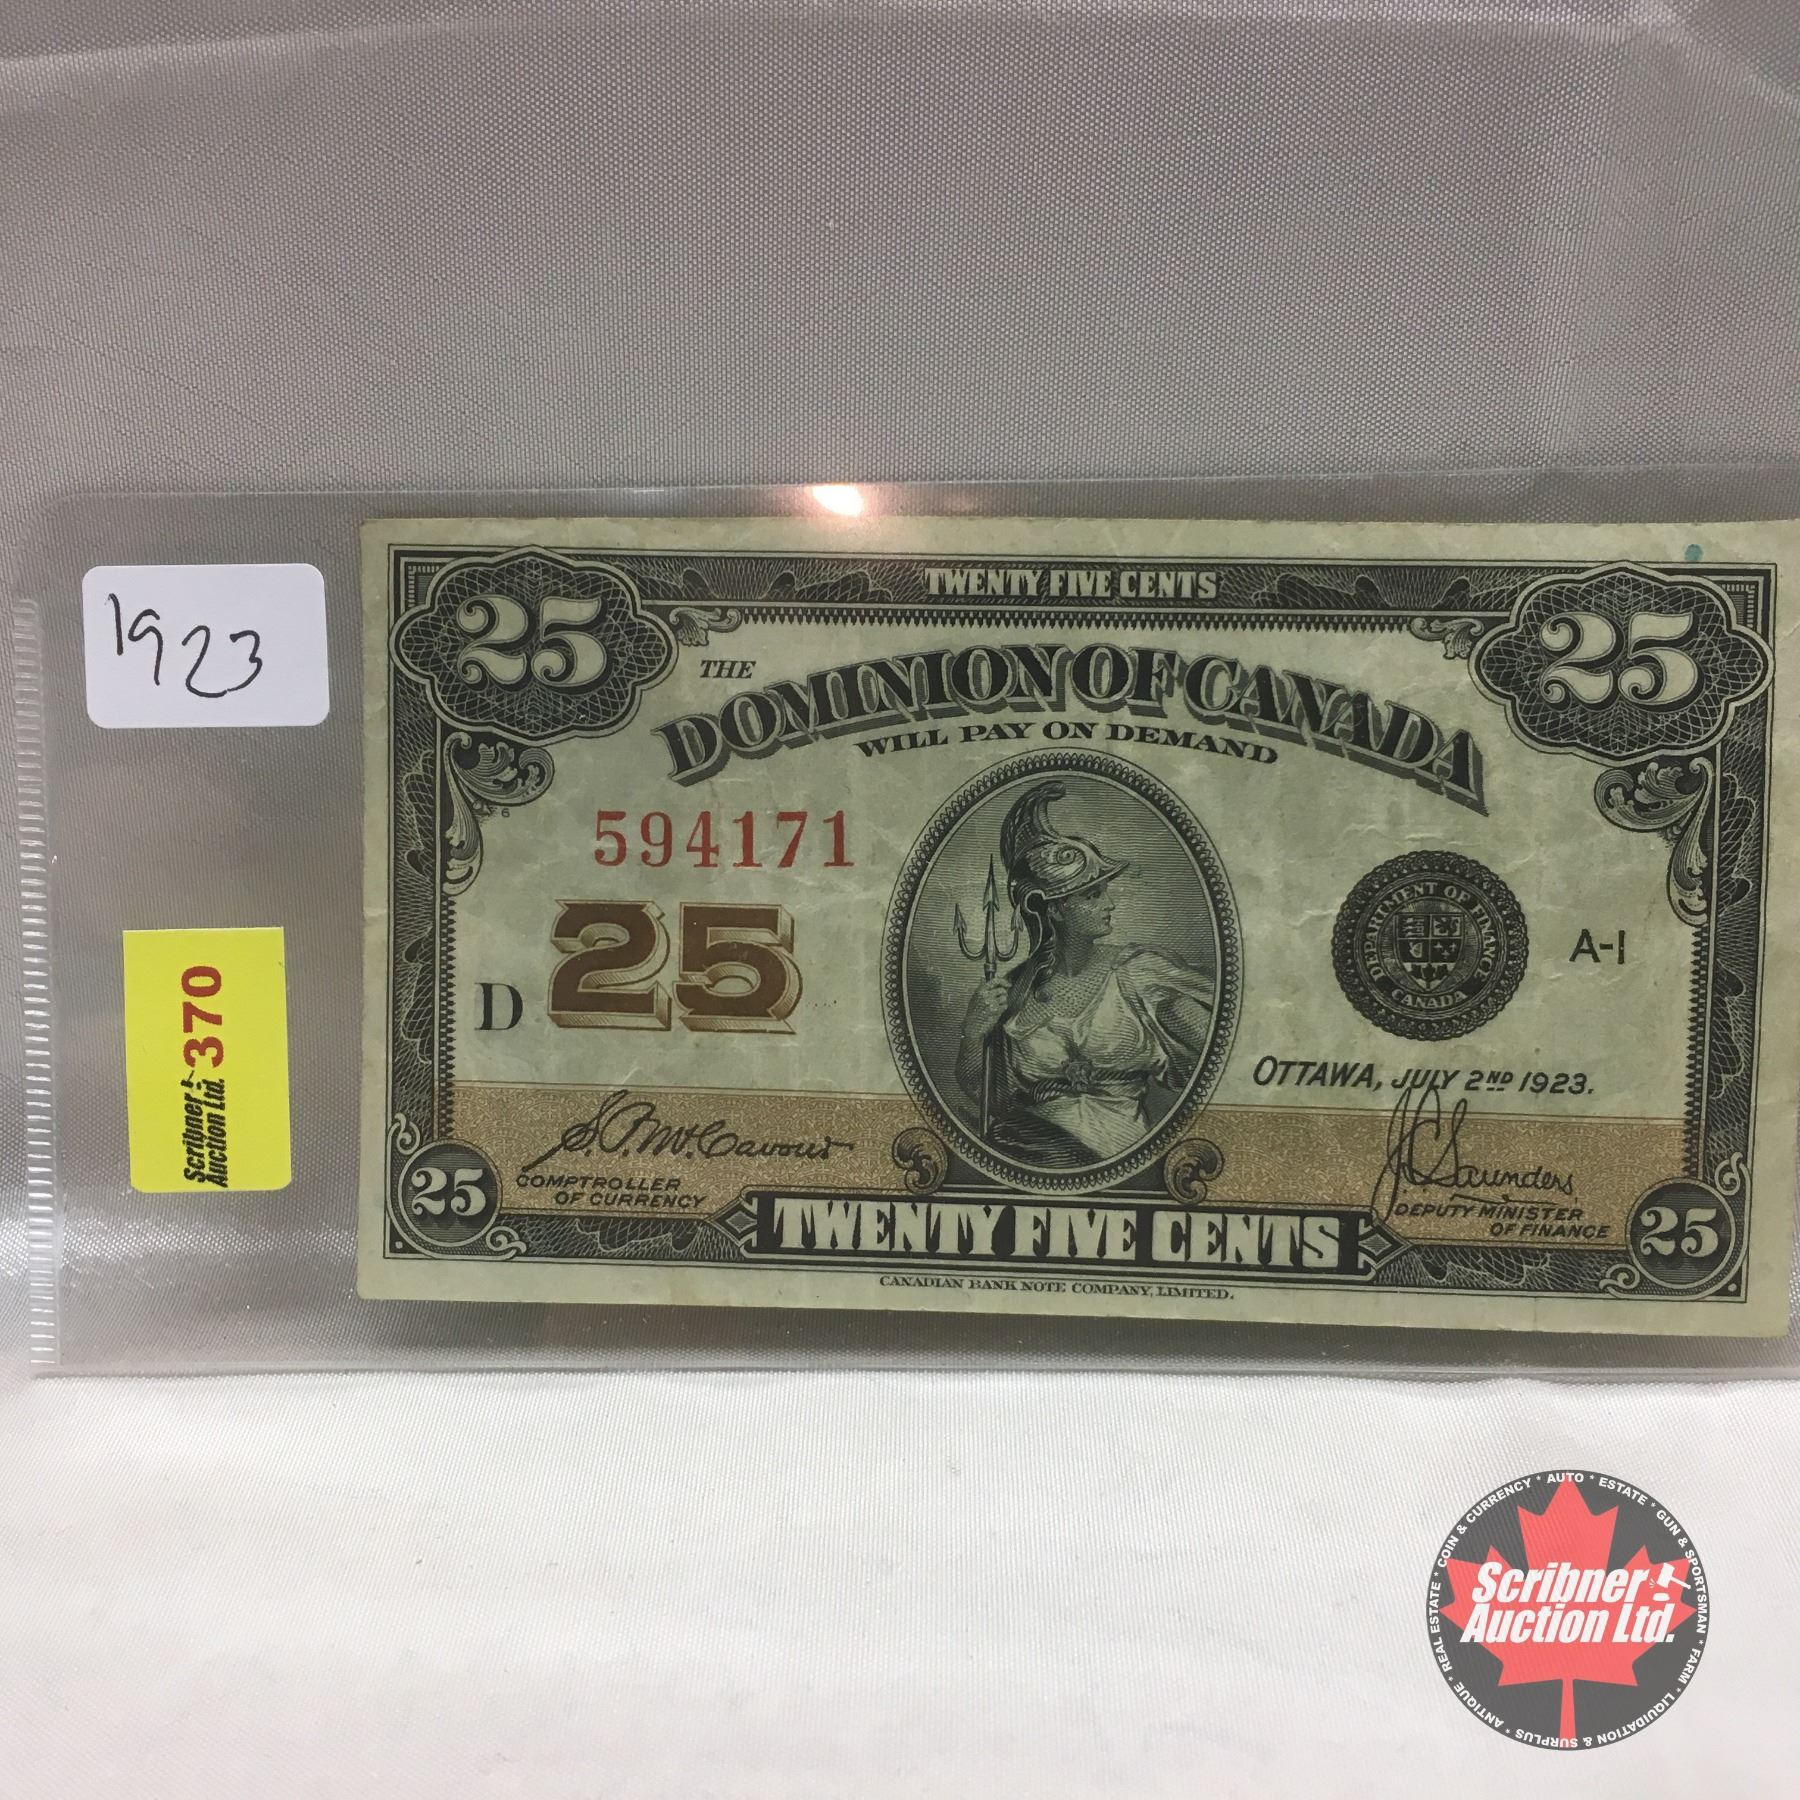 1923
Scribner
Auction Ltd.
370
TWENTY FIVE CENTS
25
25
THE
DOMINION OF CANADA
WILL PAY ON DEMAND
594171
D
25
DEPARTMENT OF FINANCE
CANADA
A-1
OTTAWA, JULY 2ND 1923.
COMPTROLLER
OF CURRENCY
J.C. Saunders
DEPUTY MINISTER
OF FINANCE
25
TWENTY FIVE CENTS
25
CANADIAN BANK NOTE COMPANY, LIMITED.
REAL ESTATE * COIN & CURRENCY * AUTO * ESTATE * GUN & SPORTSMAN * FARM * LIQUIDATION & SURPLUS * ANTIQUE *
Scribner
Auction Ltd.